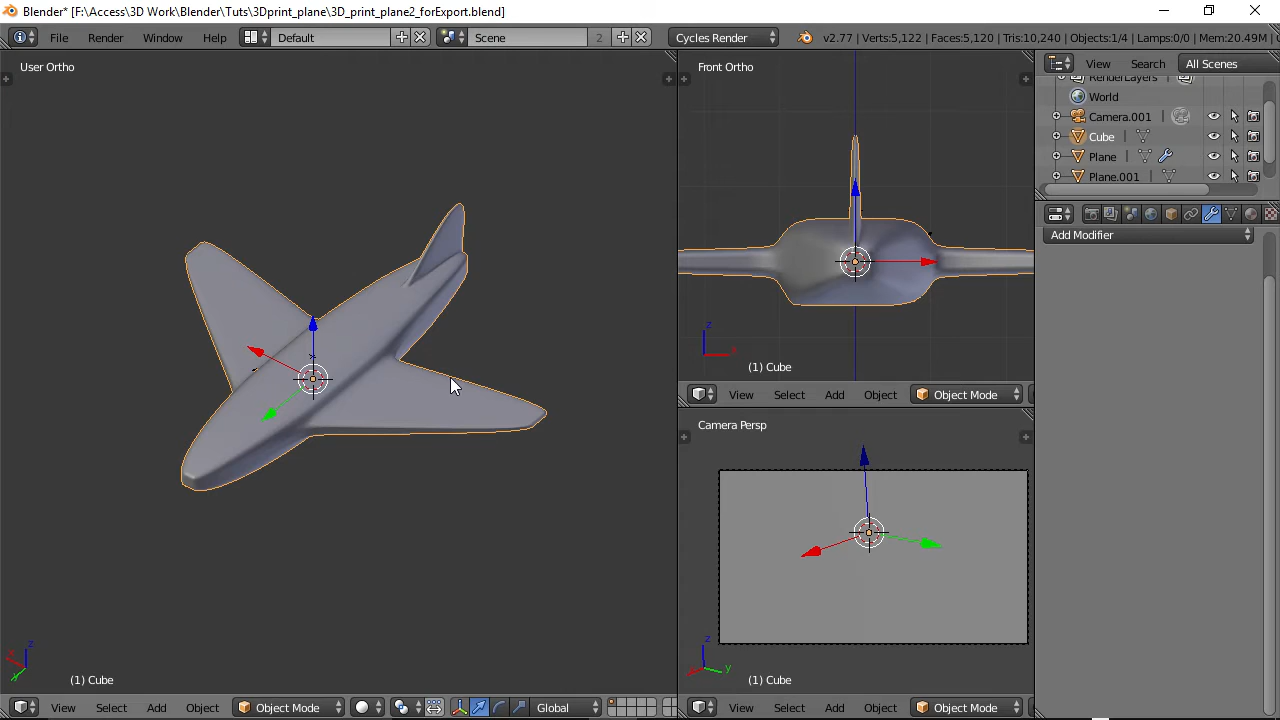 Blender* [F:\Access\3D Work\Blender\Tuts\3Dprint_plane\3D_print_plane2_forExport.blend]
File Render Window Help Default Scene 2 Cycles Render v2.77 | Verts:5,122 | Faces:5,120 | Tris:10,240 | Objects:1/4 | Lamps:0/0 | Mem:20.49M
View Search All Scenes
User Ortho
Front Ortho
RenderLayers
World
Camera.001
Cube
Plane
Plane.001
Add Modifier
z
x
(1) Cube
View Select Add Object Object Mode
Camera Persp
z
x
y
(1) Cube
z
x
y
(1) Cube
View Select Add Object Object Mode Global
View Select Add Object Object Mode